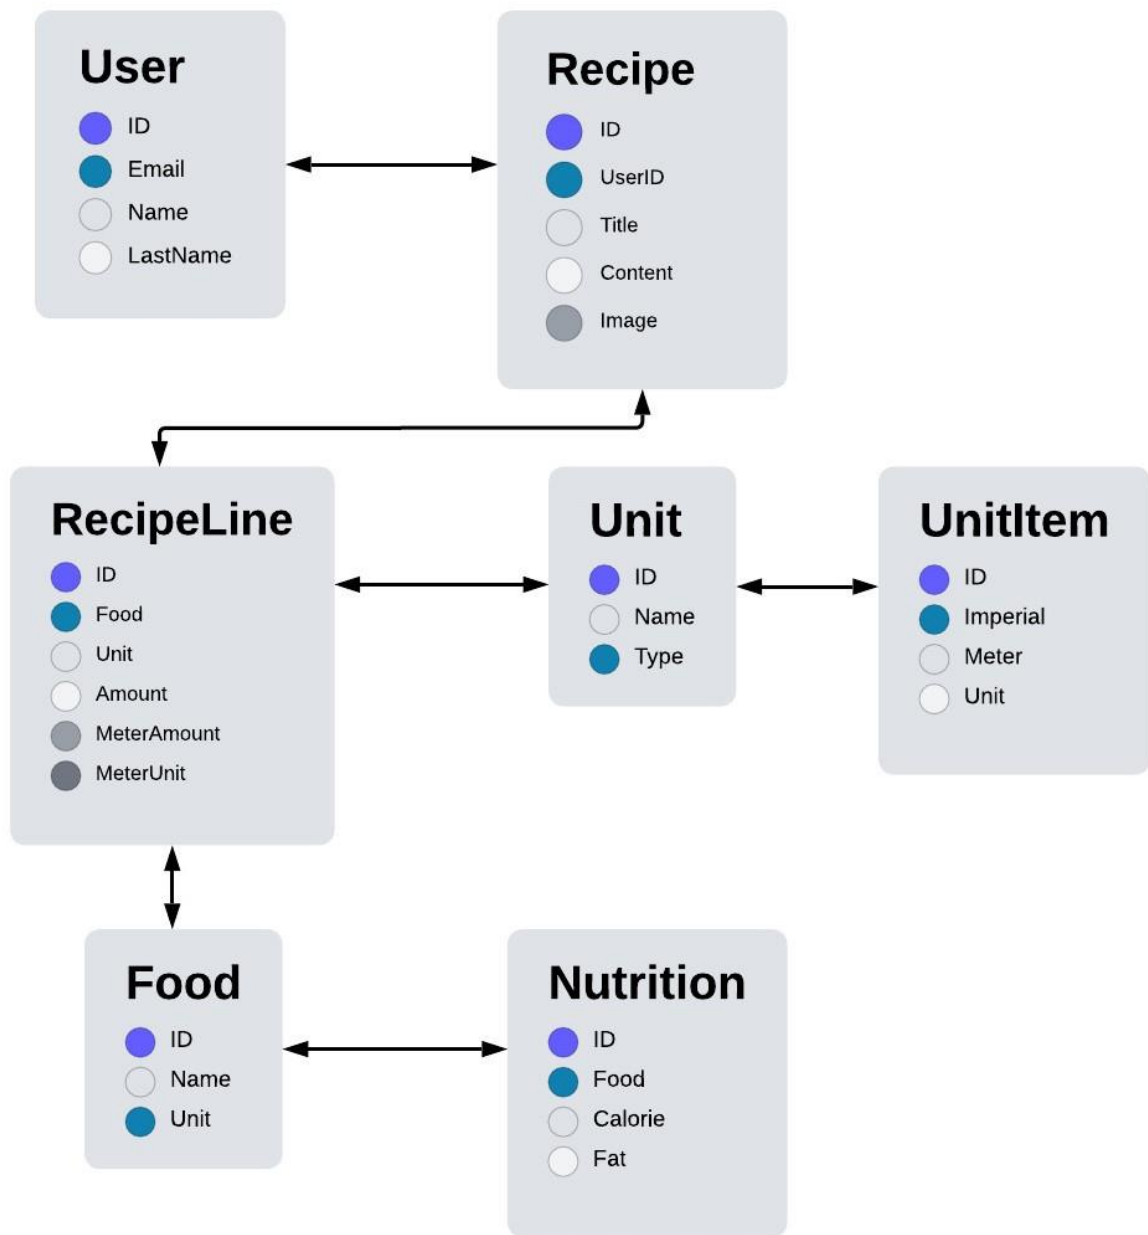 User
ID
Email
Name
LastName
Recipe
ID
UserID
Title
Content
Image
RecipeLine
ID
Food
Unit
Amount
MeterAmount
MeterUnit
Unit
ID
Name
Type
UnitItem
ID
Imperial
Meter
Unit
Food
ID
Name
Unit
Nutrition
ID
Food
Calorie
Fat